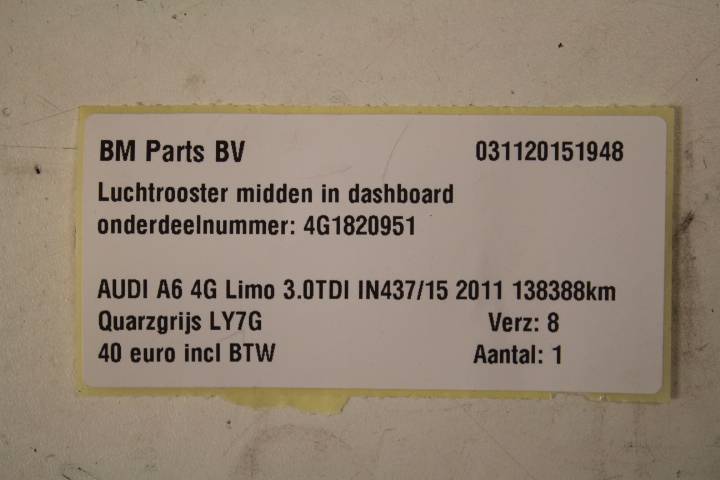 BM Parts BV 031120151948
Luchtrooster midden in dashboard
onderdeelnummer: 4G1820951
AUDI A6 4G Limo 3.0TDI IN437/15 2011 138388km
Quarzgrijs LY7G Verz: 8
40 euro incl BTW Aantal: 1